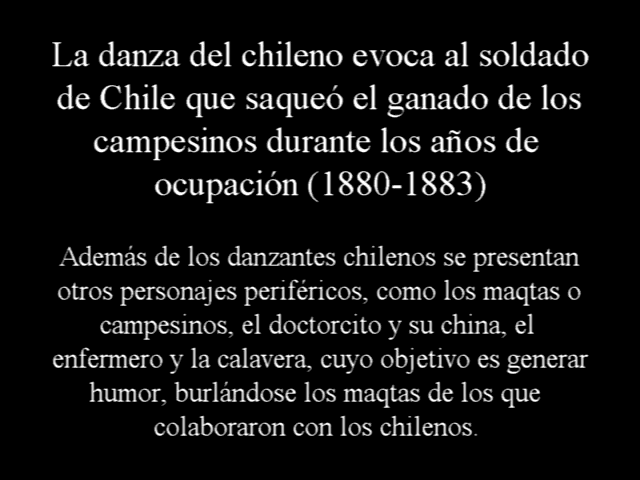 La danza del chileno evoca al soldado
de Chile que saqueó el ganado de los
campesinos durante los años de
ocupación (1880-1883)
Además de los danzantes chilenos se presentan
otros personajes periféricos, como los maqtas o
campesinos, el doctorcito y su china, el
enfermero y la calavera, cuyo objetivo es generar
humor, burlándose los maqtas de los que
colaboraron con los chilenos.